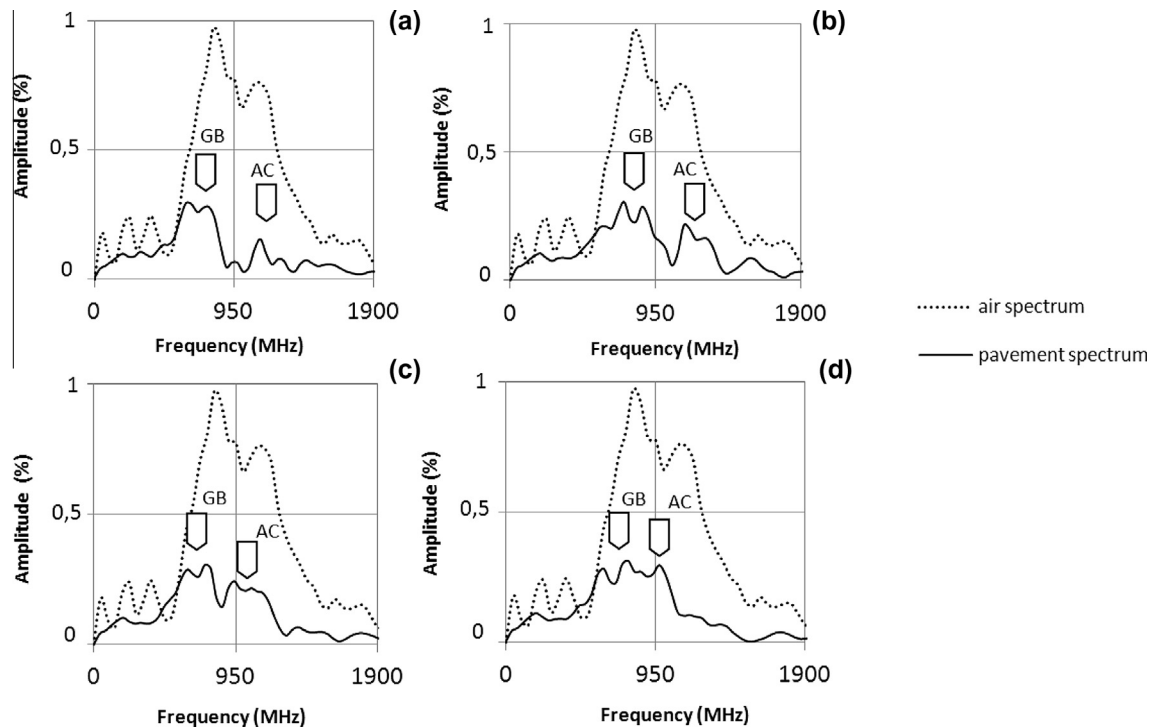 (a)
1
Amplitude (%)
0,5
0
GB
AC
0
950
1900
Frequency (MHz)
(b)
1
Amplitude (%)
0,5
0
GB
AC
0
950
1900
Frequency (MHz)
air spectrum
pavement spectrum
(c)
1
Amplitude (%)
0,5
0
GB
AC
0
950
1900
Frequency (MHz)
(d)
1
Amplitude (%)
0,5
0
GB
AC
0
950
1900
Frequency (MHz)